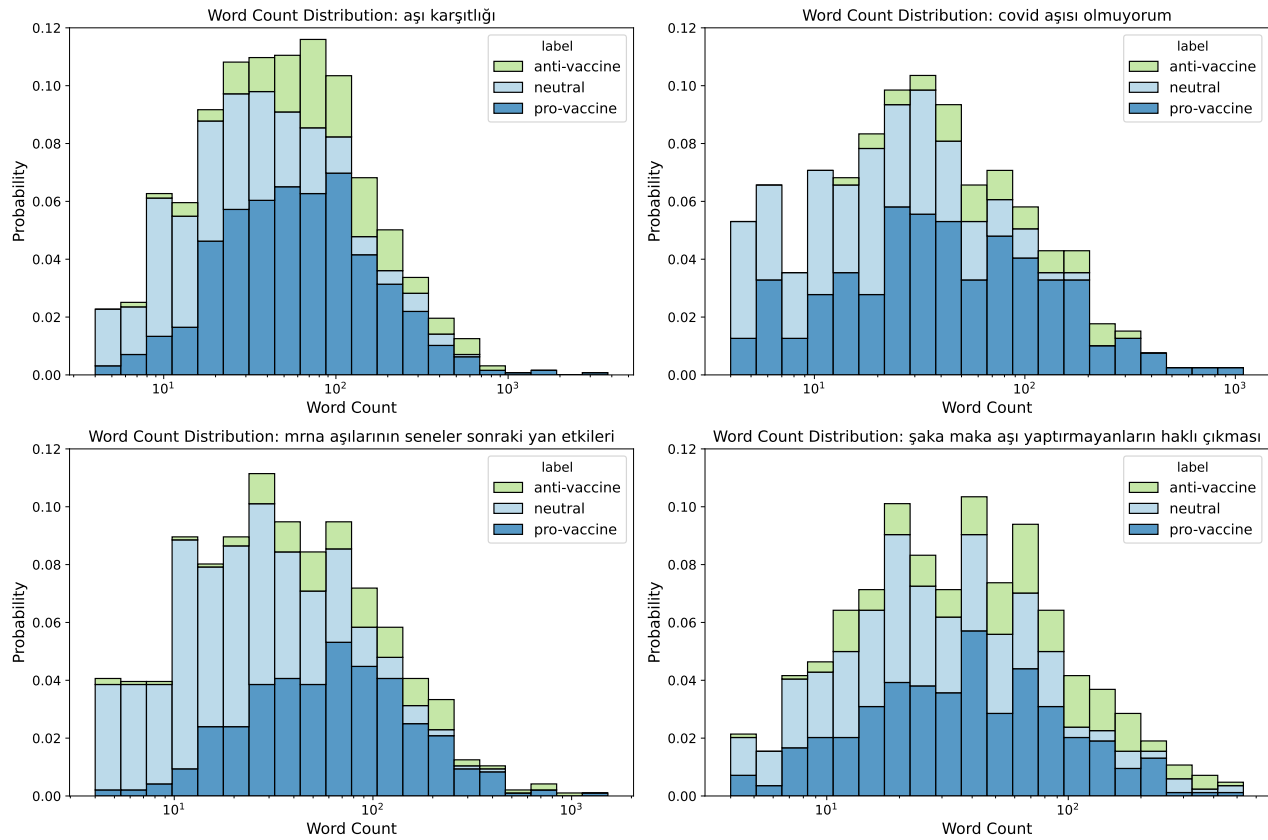 Word Count Distribution: aşı karşıtlığı
0.12
0.10
0.08
0.06
0.04
0.02
0.00
Probability
10¹
10²
10³
Word Count
label
anti-vaccine
neutral
pro-vaccine
Word Count Distribution: covid aşısı olmuyorum
0.12
0.10
0.08
0.06
0.04
0.02
0.00
Probability
10¹
10²
10³
Word Count
label
anti-vaccine
neutral
pro-vaccine
Word Count Distribution: mrna aşılarının seneler sonraki yan etkileri
0.12
0.10
0.08
0.06
0.04
0.02
0.00
Probability
10¹
10²
10³
Word Count
label
anti-vaccine
neutral
pro-vaccine
Word Count Distribution: şaka maka aşı yaptırmayanların haklı çıkması
0.12
0.10
0.08
0.06
0.04
0.02
0.00
Probability
10¹
10²
Word Count
label
anti-vaccine
neutral
pro-vaccine